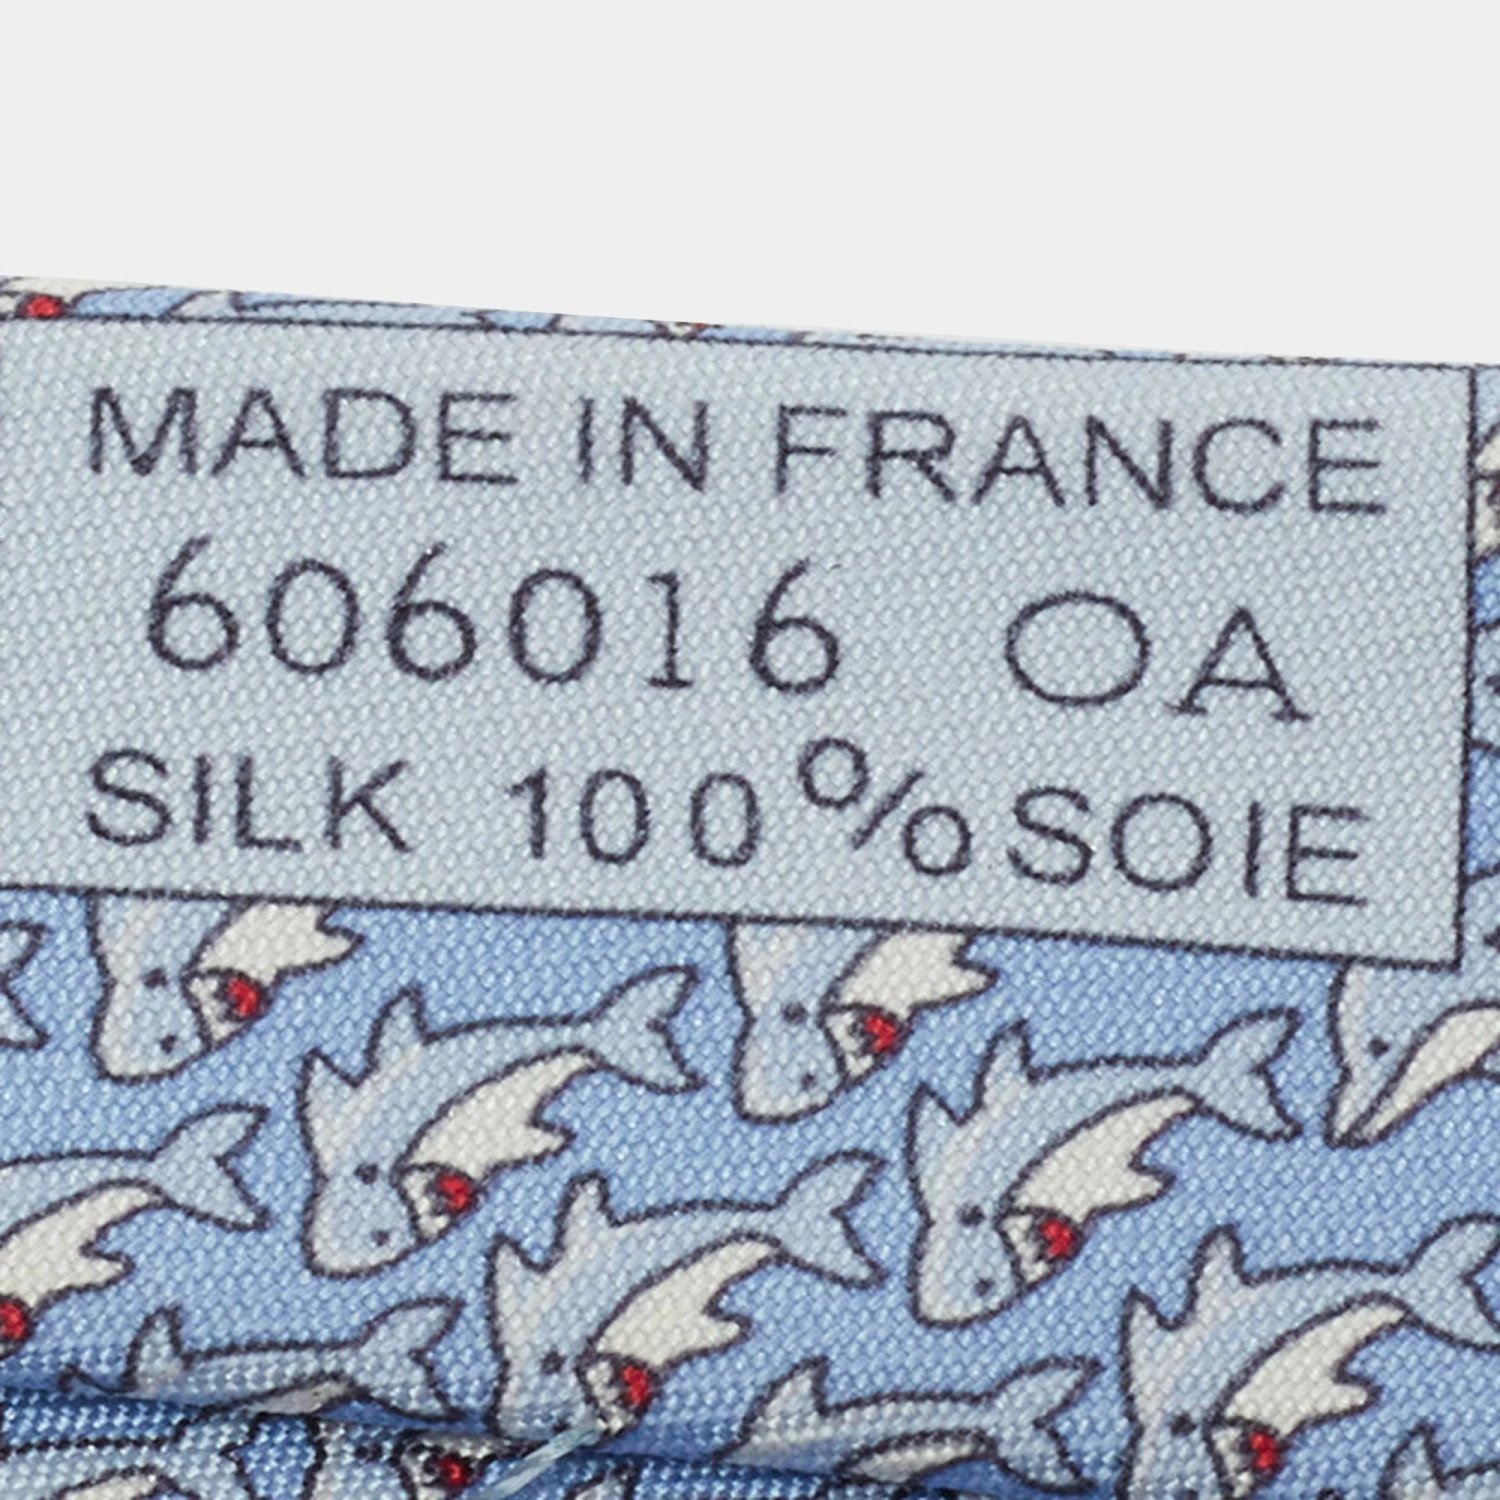 MADE IN FRANCE
606016 OA
SILK 100% SOIE